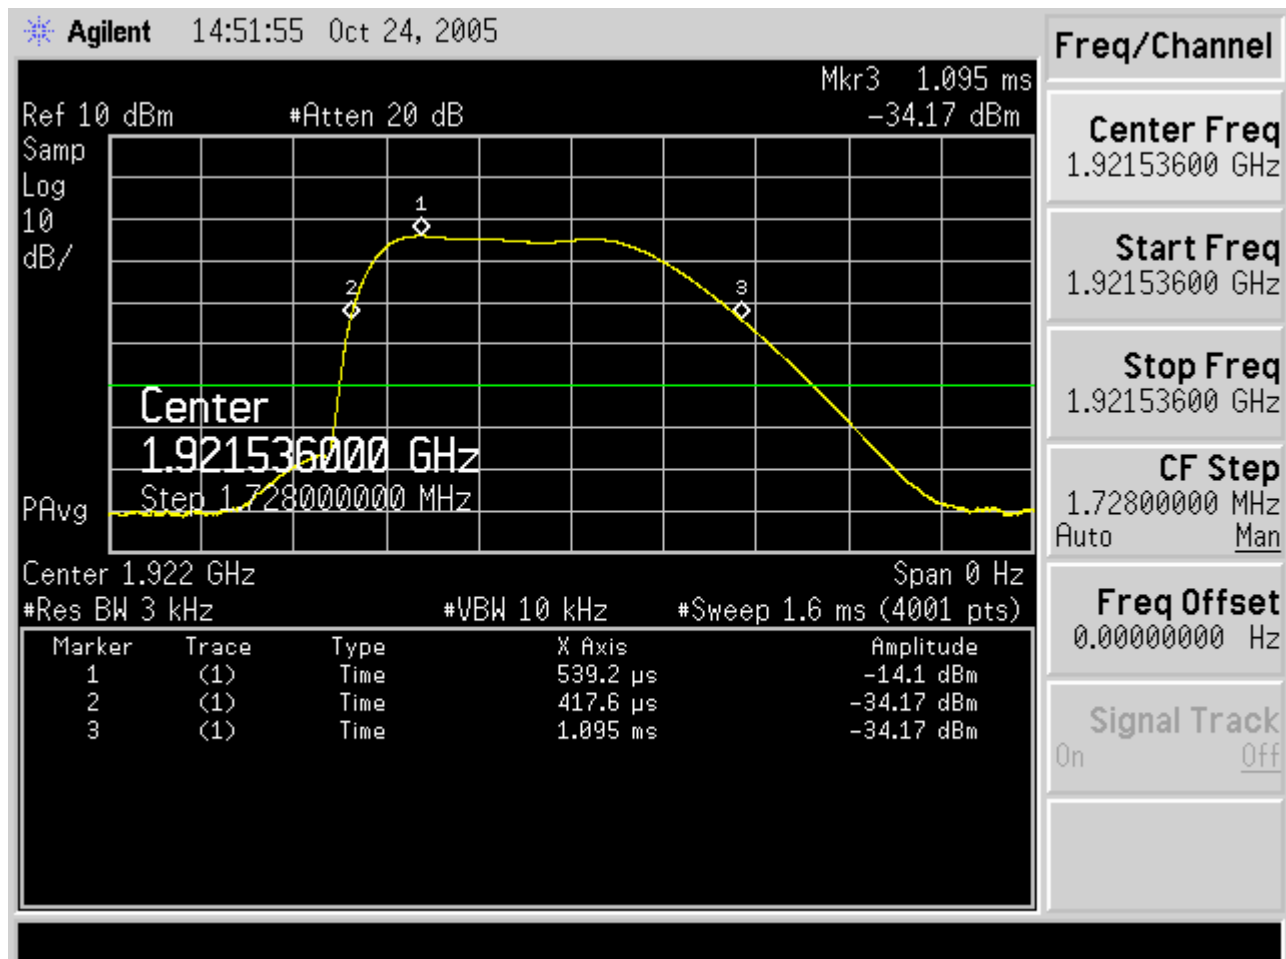 Agilent 14:51:55 Oct 24, 2005
Mkr3 1.095 ms
Ref 10 dBm #Atten 20 dB -34.17 dBm
Samp
Log
10
dB/
1
2
3
Center
1.921536000 GHz
Step 1.728000000 MHz
PAvg
Center 1.922 GHz Span 0 Hz
#Res BW 3 kHz #VBW 10 kHz #Sweep 1.6 ms (4001 pts)
Marker Trace Type X Axis Amplitude
1 (1) Time 539.2 µs -14.1 dBm
2 (1) Time 417.6 µs -34.17 dBm
3 (1) Time 1.095 ms -34.17 dBm
Freq/Channel
Center Freq
1.92153600 GHz
Start Freq
1.92153600 GHz
Stop Freq
1.92153600 GHz
CF Step
1.72800000 MHz
Auto Man
Freq Offset
0.00000000 Hz
Signal Track
On Off